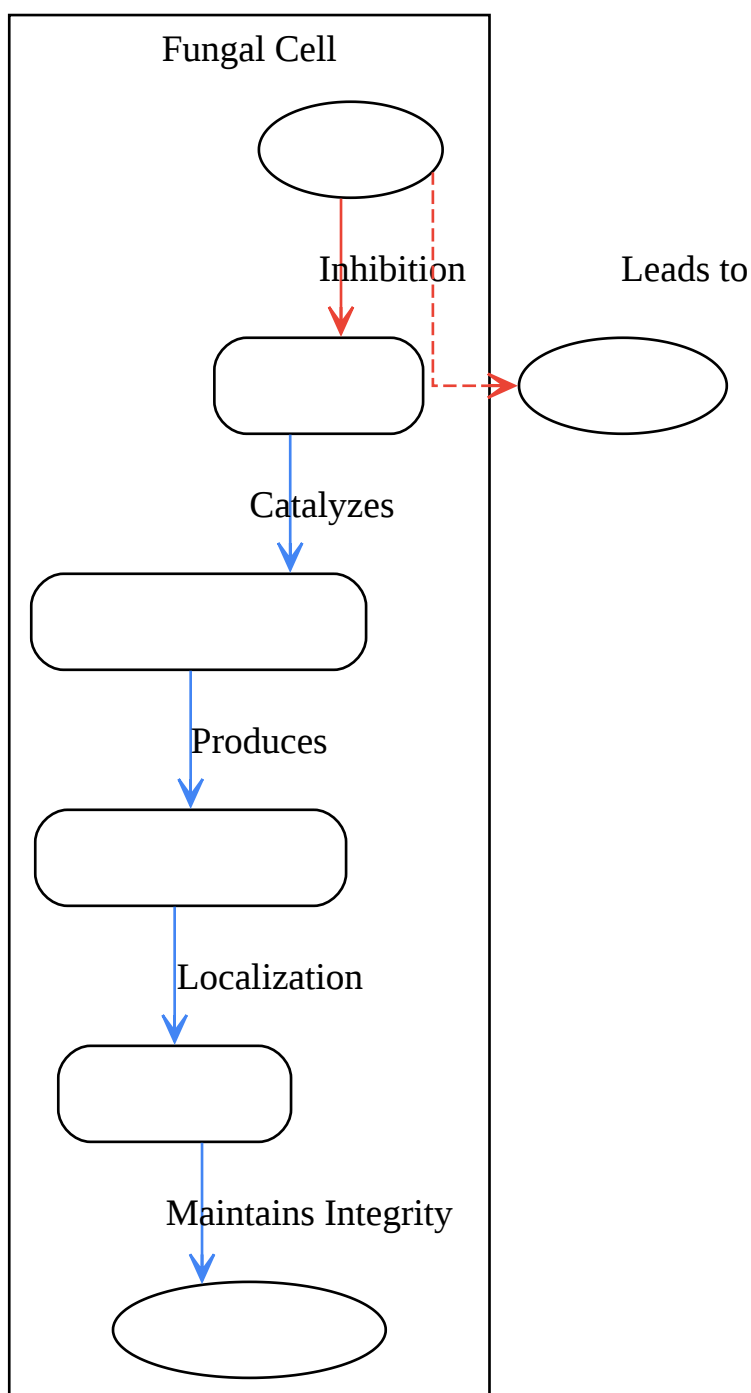 Fungal Cell
Inhibition
Leads to
Catalyzes
Produces
Localization
Maintains Integrity